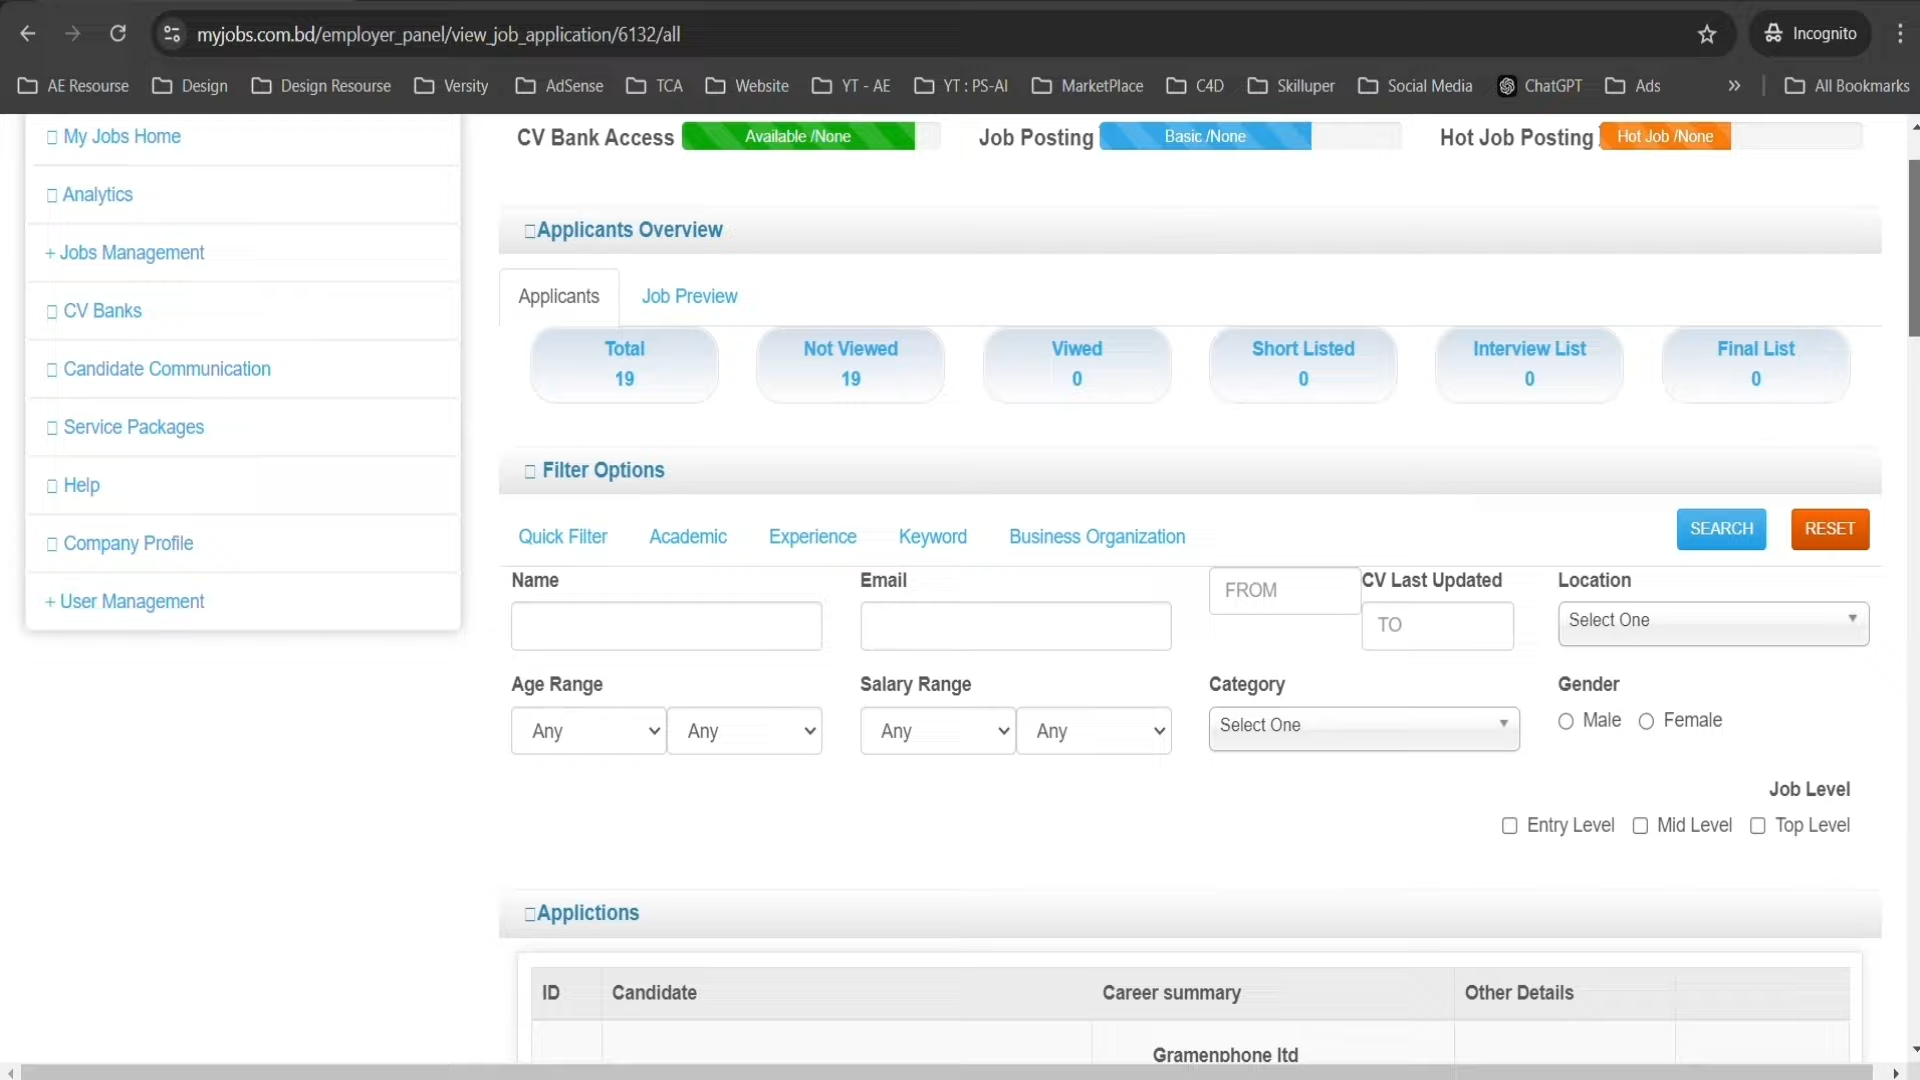 myjobs.com.bd/employer_panel/view_job_application/6132/all
Incognito
AE Resourse
Design
Design Resourse
Versity
AdSense
TCA
Website
YT - AE
YT : PS-AI
MarketPlace
C4D
Skilluper
Social Media
ChatGPT
Ads
All Bookmarks
My Jobs Home
Analytics
+ Jobs Management
CV Banks
Candidate Communication
Service Packages
Help
Company Profile
+ User Management
CV Bank Access Available /None
Job Posting Basic /None
Hot Job Posting Hot Job /None
Applicants Overview
Applicants
Job Preview
Total
19
Not Viewed
19
Viwed
0
Short Listed
0
Interview List
0
Final List
0
Filter Options
Quick Filter
Academic
Experience
Keyword
Business Organization
SEARCH
RESET
Name
Email
FROM
CV Last Updated
TO
Location
Select One
Age Range
Any
Any
Salary Range
Any
Any
Category
Select One
Gender
Male
Female
Job Level
Entry Level
Mid Level
Top Level
Applictions
ID
Candidate
Career summary
Other Details
Gramenphone ltd